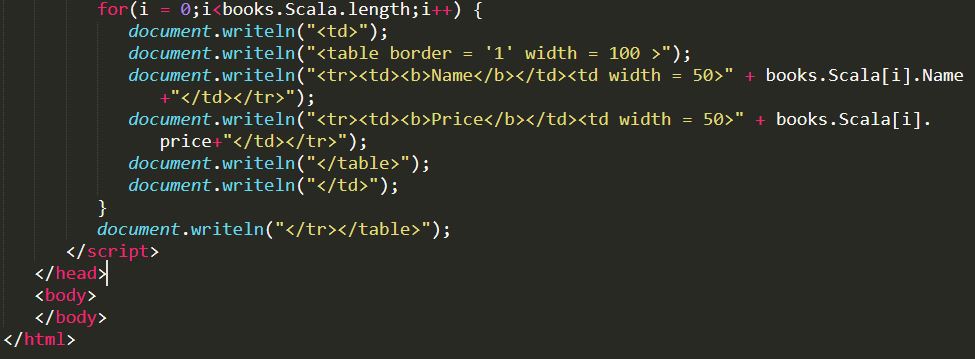 for(i = 0;i<books.Scala.length;i++) {
document.writeln("<td>");
document.writeln("<table border = '1' width = 100 >");
document.writeln("<tr><td><b>Name</b></td><td width = 50>" + books.Scala[i].Name
+"</td></tr>");
document.writeln("<tr><td><b>Price</b></td><td width = 50>" + books.Scala[i].
price+"</td></tr>");
document.writeln("</table>");
document.writeln("</td>");
}
document.writeln("</tr></table>");
</script>
</head>
<body>
</body>
</html>